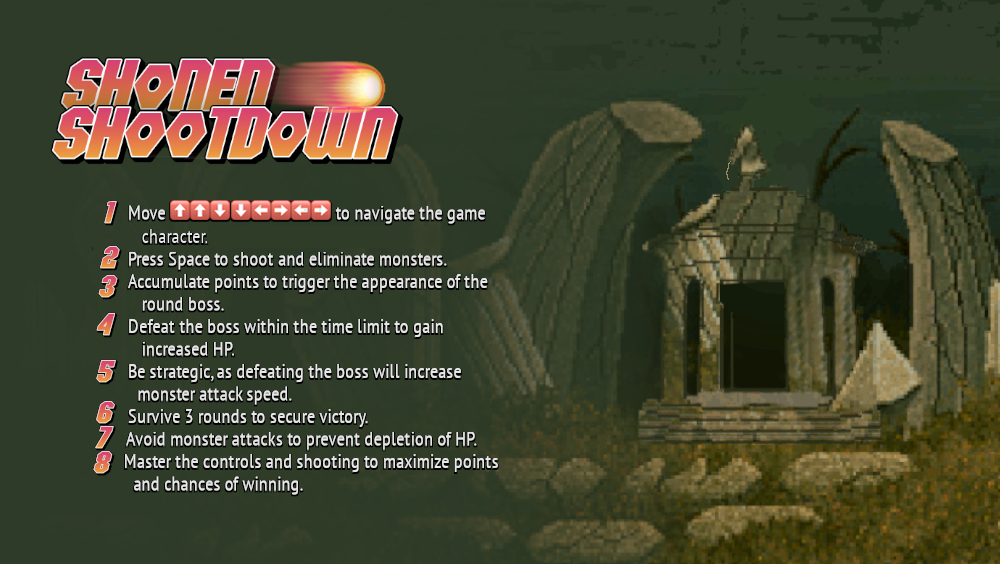 SHONEN
SHOOTDOWN
1 Move ⬆⬆⬇⬇⬅➡⬅➡ to navigate the game
character.
2 Press Space to shoot and eliminate monsters.
3 Accumulate points to trigger the appearance of the
round boss.
4 Defeat the boss within the time limit to gain
increased HP.
5 Be strategic, as defeating the boss will increase
monster attack speed.
6 Survive 3 rounds to secure victory.
7 Avoid monster attacks to prevent depletion of HP.
8 Master the controls and shooting to maximize points
and chances of winning.